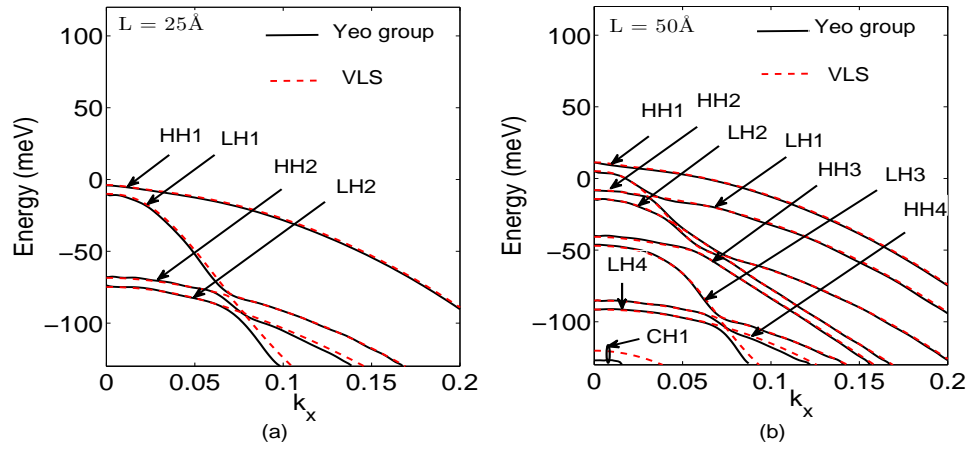 L = 25Å
Yeo group
VLS
HH1
LH1
HH2
LH2
Energy (meV)
100
50
0
−50
−100
0
0.05
0.1
0.15
0.2
k_x
(a)
L = 50Å
Yeo group
VLS
HH1
HH2
LH2
LH1
HH3
LH3
HH4
LH4
CH1
Energy (meV)
100
50
0
−50
−100
0
0.05
0.1
0.15
0.2
k_x
(b)